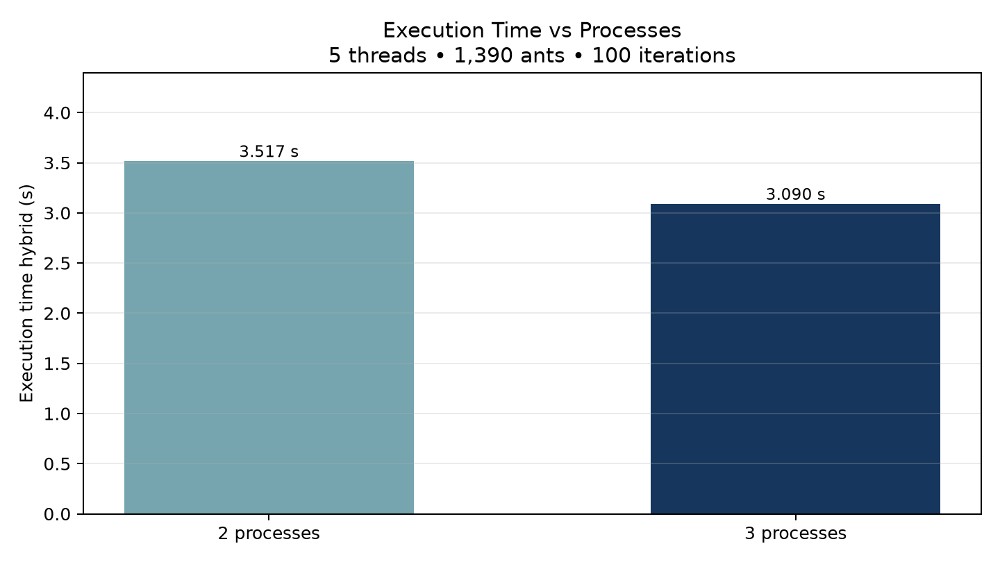 Execution Time vs Processes
5 threads • 1,390 ants • 100 iterations
Execution time hybrid (s)
4.0
3.5
3.0
2.5
2.0
1.5
1.0
0.5
0.0
3.517 s
3.090 s
2 processes
3 processes